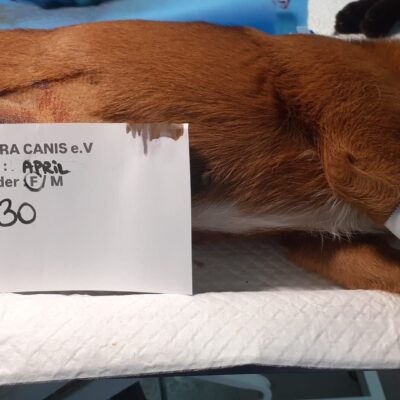 RA CANIS e.V
: APRIL
der F/M
30